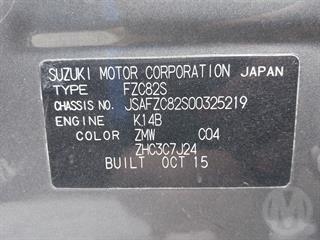 SUZUKI MOTOR CORPORATION JAPAN
TYPE FZC82S
CHASSIS NO. JSAFZC82S00325219
ENGINE K14B
COLOR ZMW C04
ZHC3C7J24
BUILT OCT 15